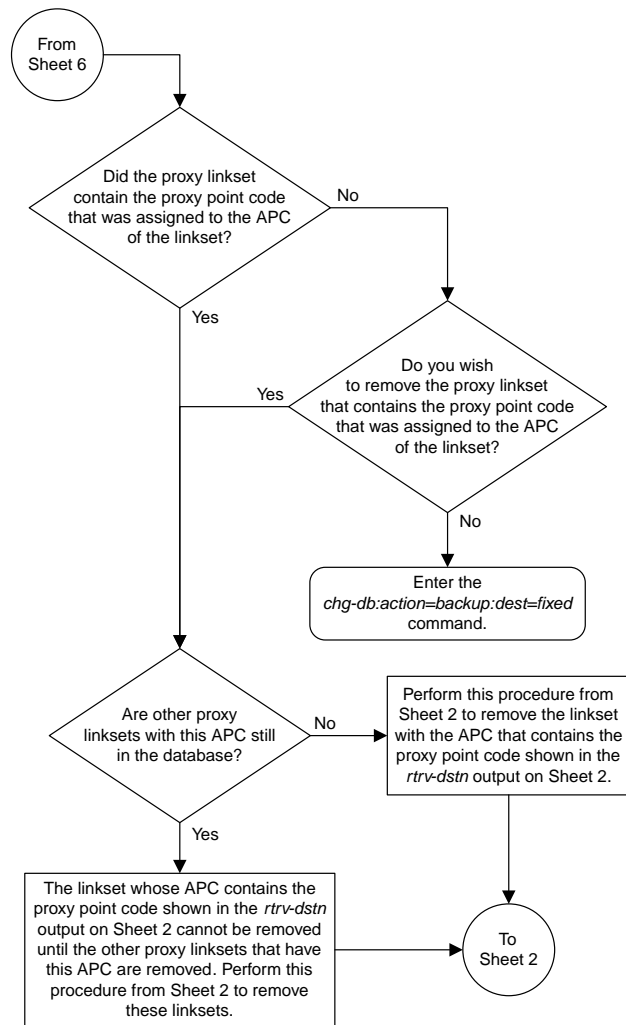 From
Sheet 6
Did the proxy linkset
contain the proxy point code
that was assigned to the APC
of the linkset?
No
Yes
Do you wish
to remove the proxy linkset
that contains the proxy point code
that was assigned to the APC
of the linkset?
Yes
No
Enter the
chg-db:action=backup:dest=fixed
command.
Are other proxy
linksets with this APC still
in the database?
No
Perform this procedure from
Sheet 2 to remove the linkset
with the APC that contains the
proxy point code shown in the
rtrv-dstn output on Sheet 2.
Yes
The linkset whose APC contains the
proxy point code shown in the rtrv-dstn
output on Sheet 2 cannot be removed
until the other proxy linksets that have
this APC are removed. Perform this
procedure from Sheet 2 to remove
these linksets.
To
Sheet 2